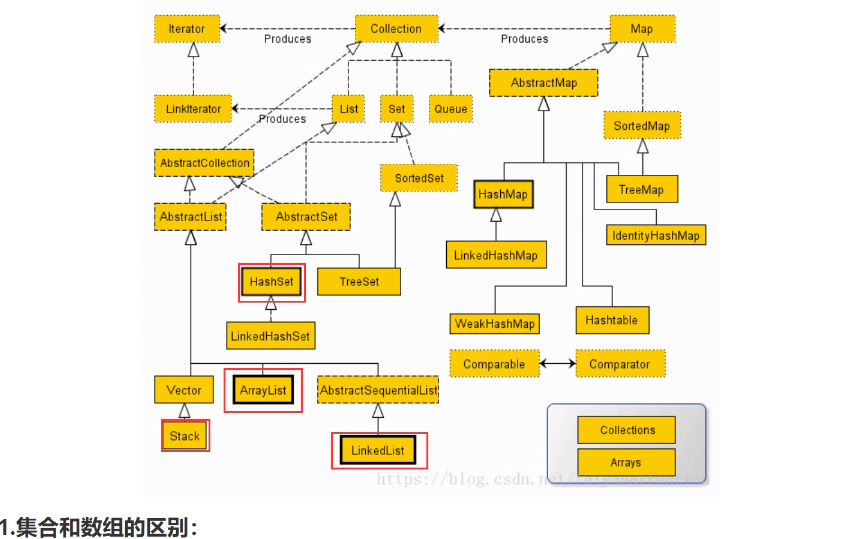 Iterator
Produces
Collection
Produces
Map
AbstractMap
LinkIterator
Produces
List
Set
Queue
SortedMap
AbstractCollection
SortedSet
HashMap
TreeMap
AbstractList
AbstractSet
IdentityHashMap
LinkedHashMap
HashSet
TreeSet
WeakHashMap
Hashtable
LinkedHashSet
Comparable
Comparator
Vector
ArrayList
AbstractSequentialList
Stack
LinkedList
Collections
Arrays
https://blog.csdn.net/
1.集合和数组的区别：